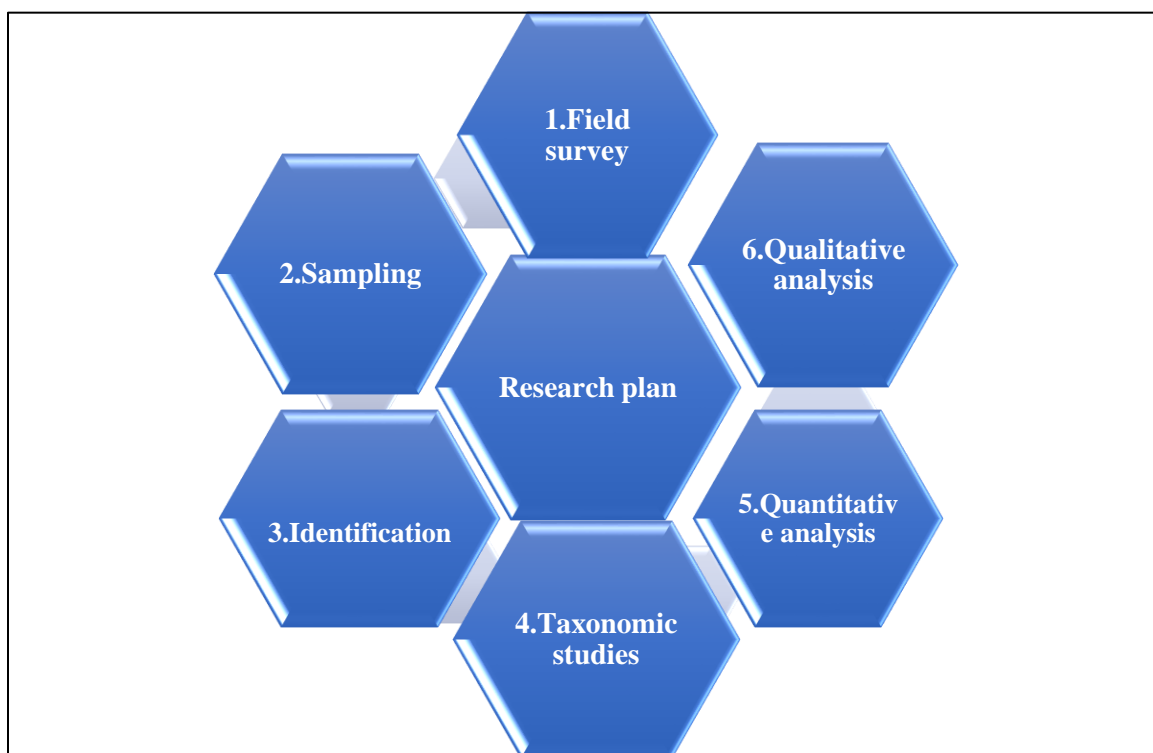 1.Field
survey
2.Sampling
3.Identification
4.Taxonomic
studies
5.Quantitativ
e analysis
6.Qualitative
analysis
Research plan